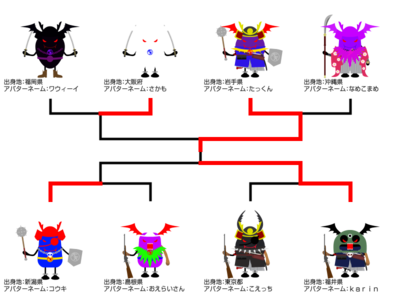 出身地：福岡県
アバターネーム：ワウィーイ
出身地：大阪府
アバターネーム：さかも
出身地：岩手県
アバターネーム：たっくん
出身地：沖縄県
アバターネーム：なめこまめ
出身地：新潟県
アバターネーム：コウキ
出身地：島根県
アバターネーム：おえらいさん
出身地：東京都
アバターネーム：こえっち
出身地：福井県
アバターネーム：ｋａｒｉｎ